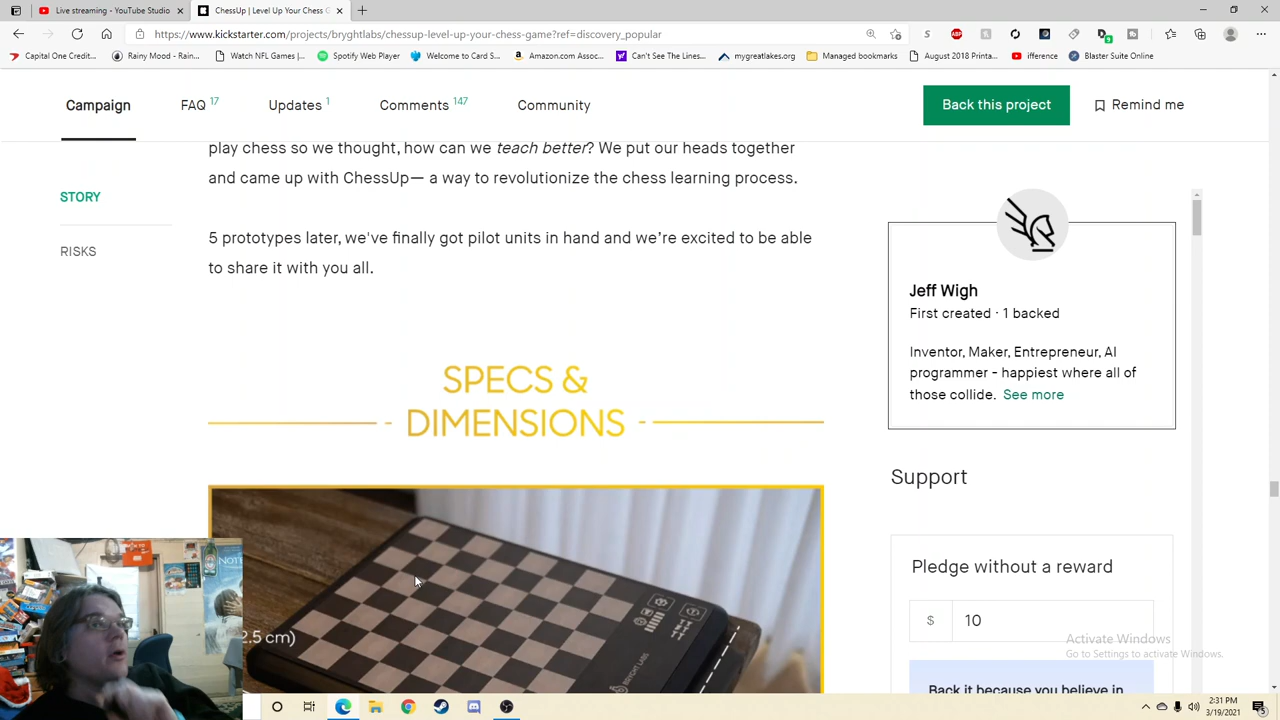 Live streaming - YouTube Studio
ChessUp | Level Up Your Chess G
https://www.kickstarter.com/projects/bryghtlabs/chessup-level-up-your-chess-game?ref=discovery_popular
Capital One Credit...
Rainy Mood - Rain...
Watch NFL Games |...
Spotify Web Player
Welcome to Card S...
Amazon.com Assoc...
Can't See The Lines...
mygreatlakes.org
Managed bookmarks
August 2018 Printa...
ifference
Blaster Suite Online
Campaign
FAQ 17
Updates 1
Comments 147
Community
Back this project
Remind me
play chess so we thought, how can we teach better? We put our heads together
and came up with ChessUp— a way to revolutionize the chess learning process.
STORY
RISKS
5 prototypes later, we've finally got pilot units in hand and we're excited to be able
to share it with you all.
SPECS &
DIMENSIONS
2.5 cm)
BRYGHT LABS
Jeff Wigh
First created · 1 backed
Inventor, Maker, Entrepreneur, AI
programmer - happiest where all of
those collide. See more
Support
Pledge without a reward
$ 10
Back it because you believe in
Activate Windows
Go to Settings to activate Windows.
2:31 PM
3/19/2021